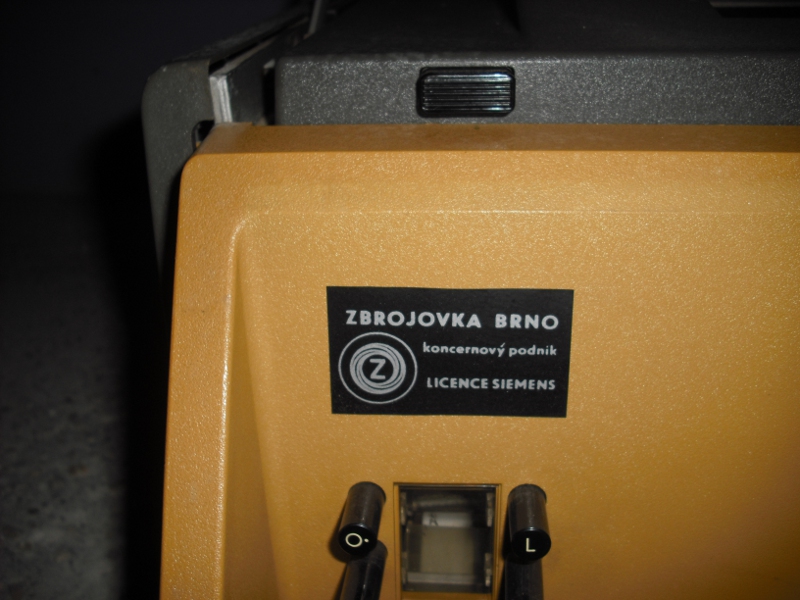 ZBROJOVKA BRNO
koncernový podnik
Z
LICENCE SIEMENS
O•
L